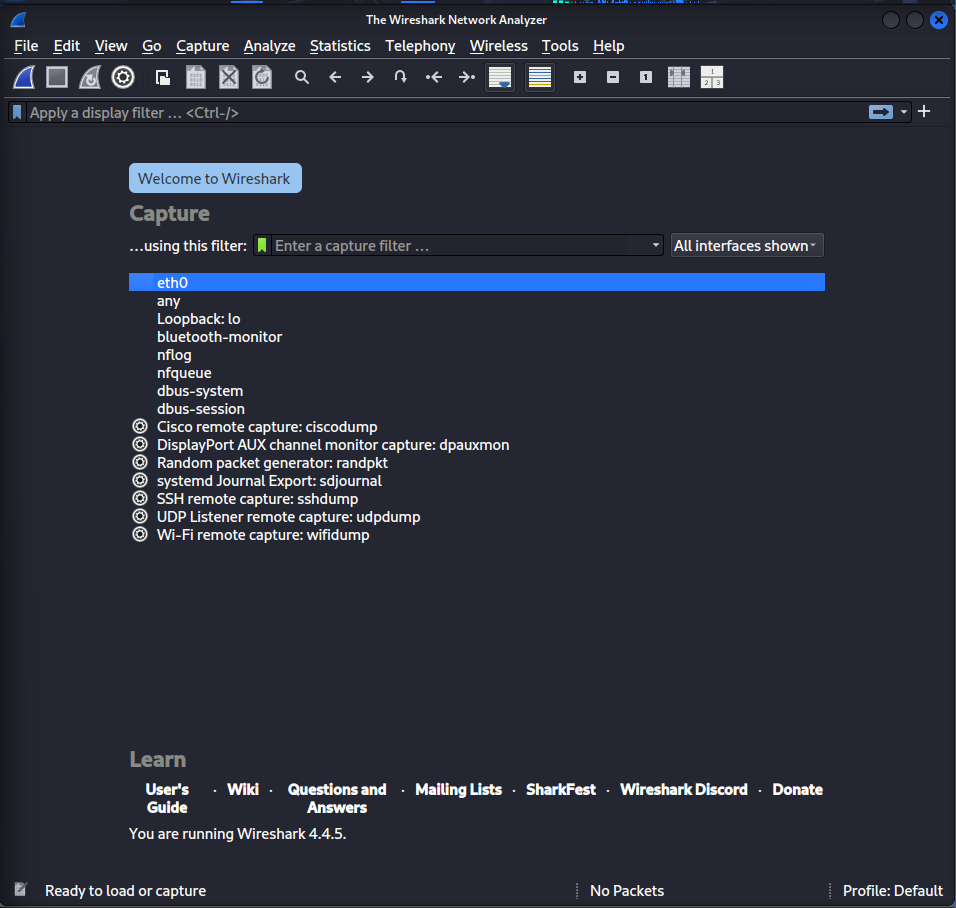 The Wireshark Network Analyzer
File Edit View Go Capture Analyze Statistics Telephony Wireless Tools Help
Apply a display filter … <Ctrl-/>
Welcome to Wireshark
Capture
…using this filter: Enter a capture filter … All interfaces shown
eth0
any
Loopback: lo
bluetooth-monitor
nflog
nfqueue
dbus-system
dbus-session
Cisco remote capture: ciscodump
DisplayPort AUX channel monitor capture: dpauxmon
Random packet generator: randpkt
systemd Journal Export: sdjournal
SSH remote capture: sshdump
UDP Listener remote capture: udpdump
Wi-Fi remote capture: wifidump
Learn
User's Guide · Wiki · Questions and Answers · Mailing Lists · SharkFest · Wireshark Discord · Donate
You are running Wireshark 4.4.5.
Ready to load or capture No Packets Profile: Default